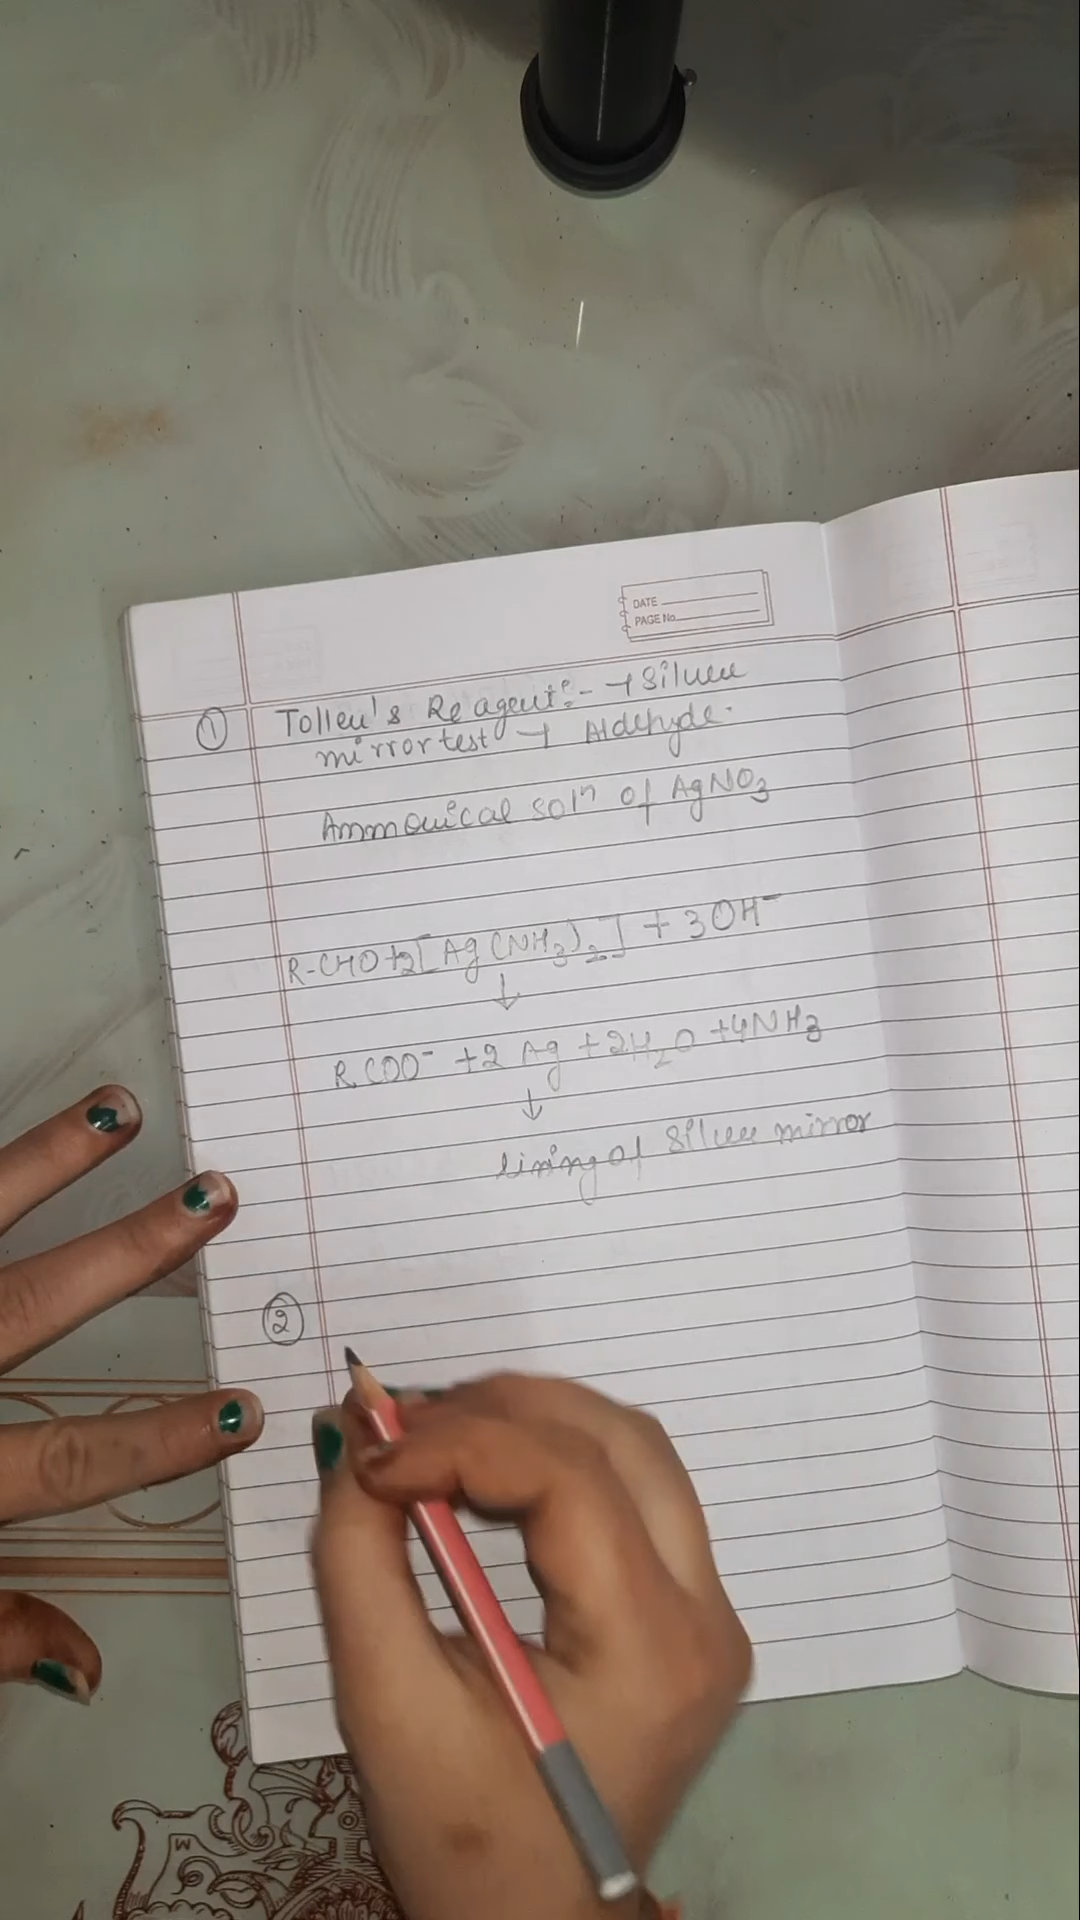 DATE
PAGE No.
① Tollen's Reagent:- → Silver
mirror test → Aldehyde.
Ammonical solⁿ of AgNO₃
R-CHO+2[Ag(NH₃)₂] + 3OH⁻
↓
RCOO⁻ +2 Ag +2H₂O +4NH₃
↓
lining of Silver mirror
②
M